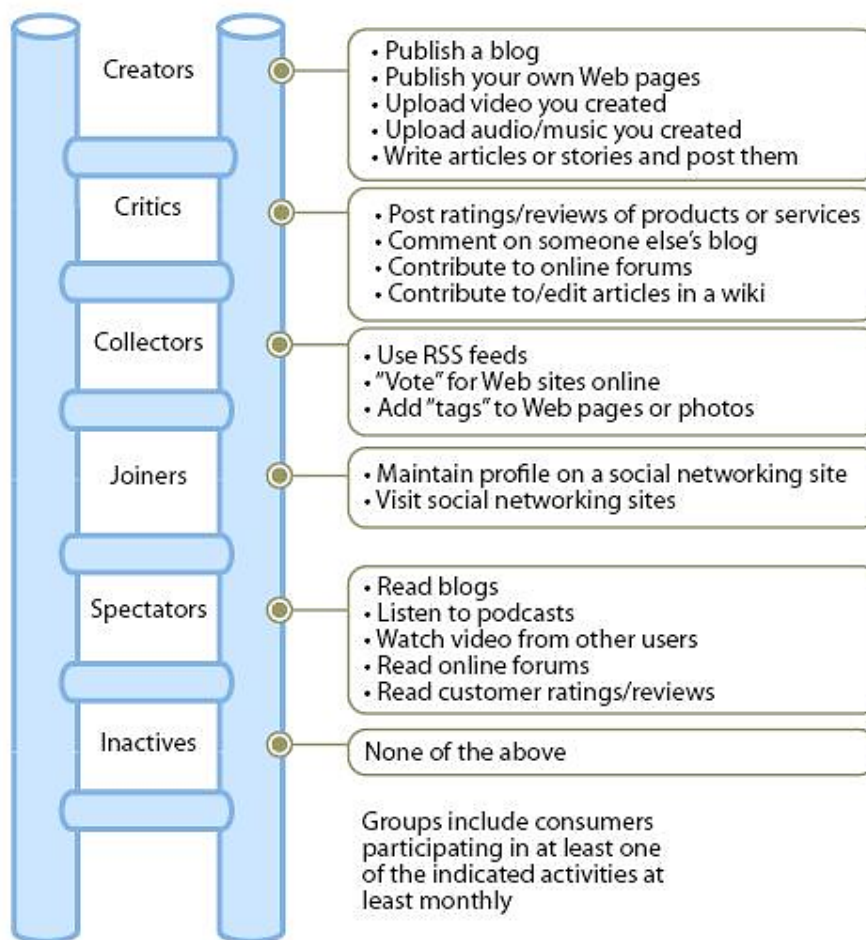 Creators
• Publish a blog
• Publish your own Web pages
• Upload video you created
• Upload audio/music you created
• Write articles or stories and post them
Critics
• Post ratings/reviews of products or services
• Comment on someone else’s blog
• Contribute to online forums
• Contribute to/edit articles in a wiki
Collectors
• Use RSS feeds
• “Vote” for Web sites online
• Add “tags” to Web pages or photos
Joiners
• Maintain profile on a social networking site
• Visit social networking sites
Spectators
• Read blogs
• Listen to podcasts
• Watch video from other users
• Read online forums
• Read customer ratings/reviews
Inactives
None of the above
Groups include consumers
participating in at least one
of the indicated activities at
least monthly